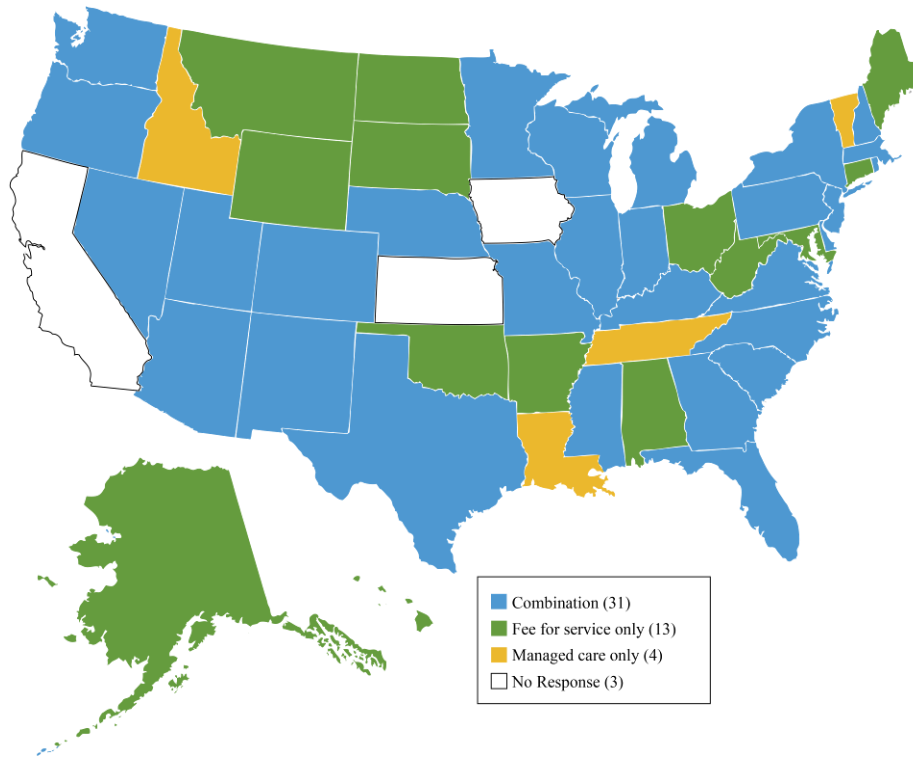 Combination (31)
Fee for service only (13)
Managed care only (4)
No Response (3)